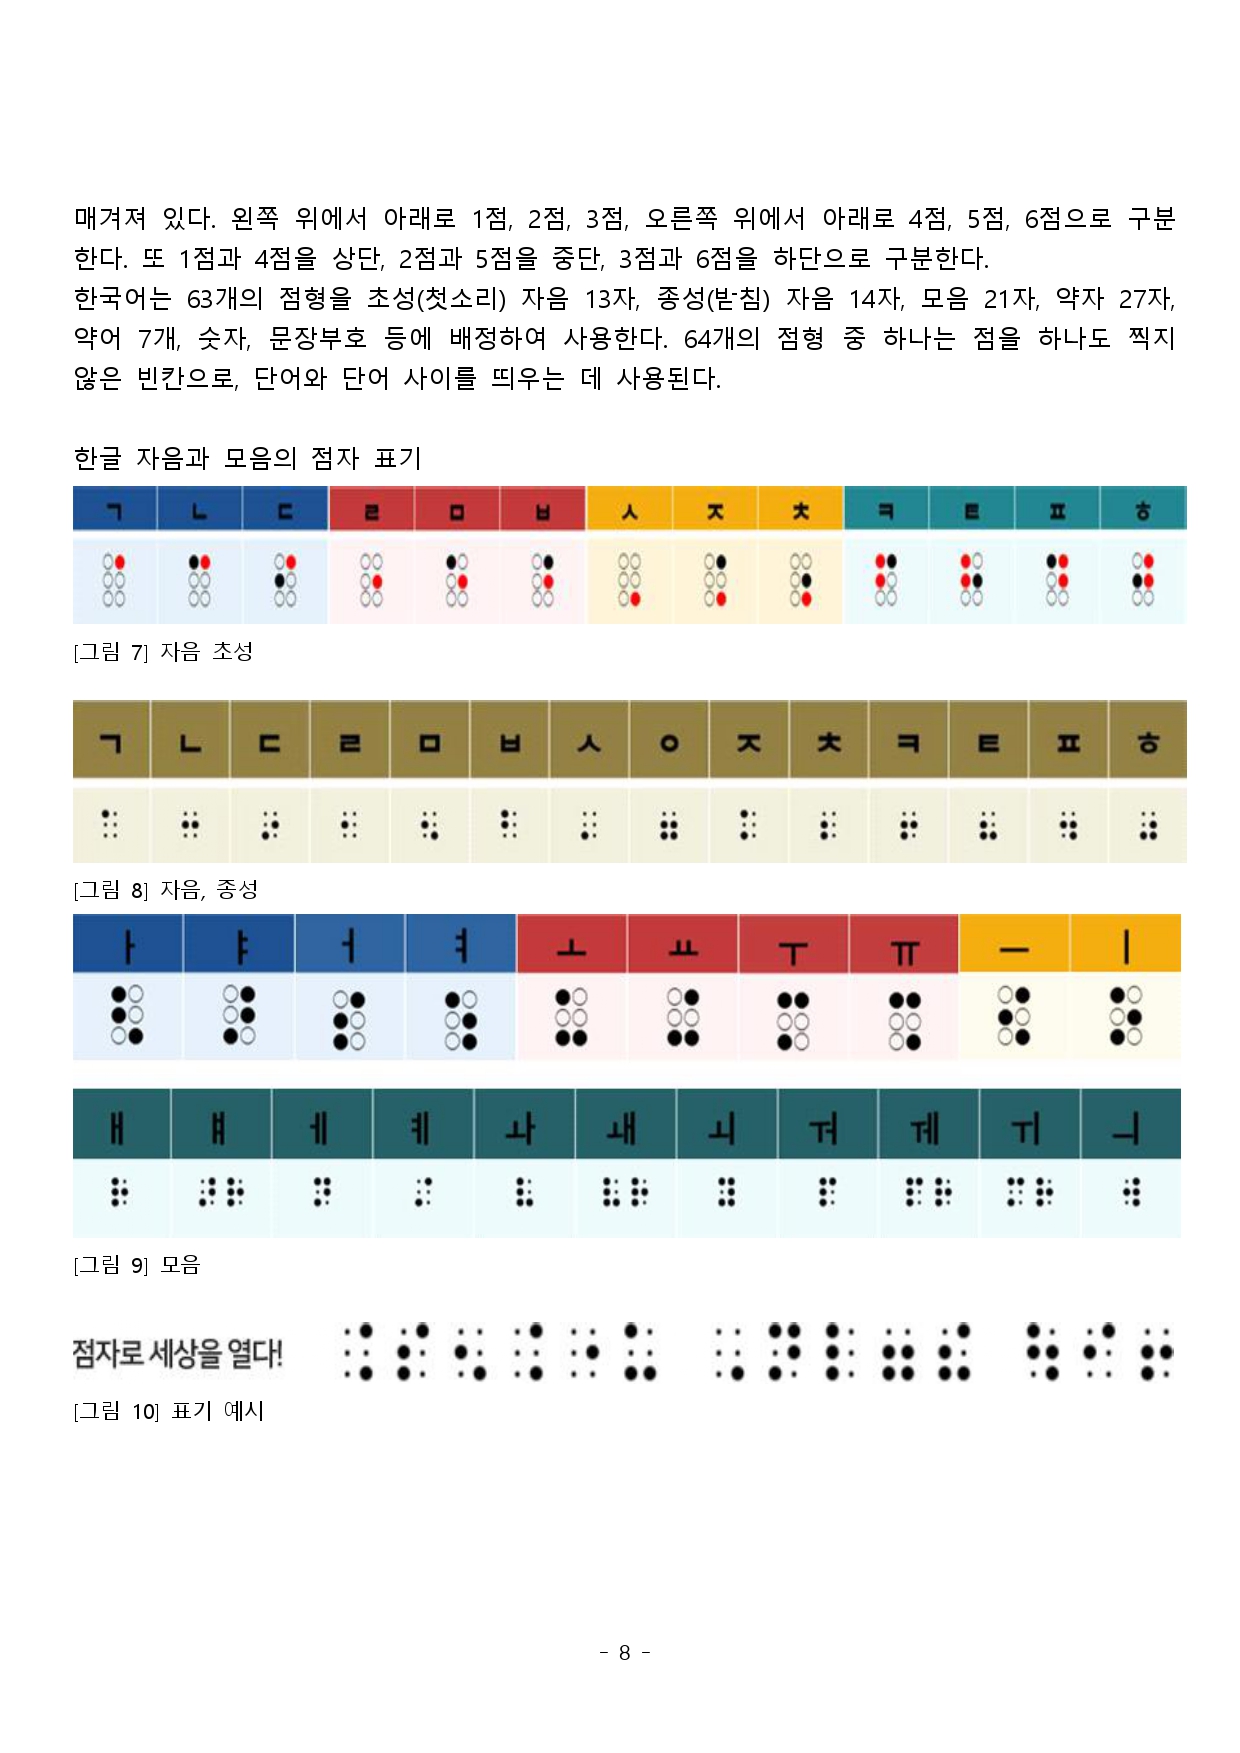 매겨져 있다. 왼쪽 위에서 아래로 1점, 2점, 3점, 오른쪽 위에서 아래로 4점, 5점, 6점으로 구분
한다. 또 1점과 4점을 상단, 2점과 5점을 중단, 3점과 6점을 하단으로 구분한다.
한국어는 63개의 점형을 초성(첫소리) 자음 13자, 종성(받침) 자음 14자, 모음 21자, 약자 27자,
약어 7개, 숫자, 문장부호 등에 배정하여 사용한다. 64개의 점형 중 하나는 점을 하나도 찍지
않은 빈칸으로, 단어와 단어 사이를 띄우는 데 사용된다.
한글 자음과 모음의 점자 표기
ㄱ ㄴ ㄷ ㄹ ㅁ ㅂ ㅅ ㅈ ㅊ ㅋ ㅌ ㅍ ㅎ
[그림 7] 자음 초성
ㄱ ㄴ ㄷ ㄹ ㅁ ㅂ ㅅ ㅇ ㅈ ㅊ ㅋ ㅌ ㅍ ㅎ
[그림 8] 자음, 종성
ㅏ ㅑ ㅓ ㅕ ㅗ ㅛ ㅜ ㅠ ㅡ ㅣ
ㅐ ㅒ ㅔ ㅖ ㅘ ㅙ ㅚ ㅝ ㅞ ㅟ ㅢ
[그림 9] 모음
점자로 세상을 열다!
[그림 10] 표기 예시
- 8 -